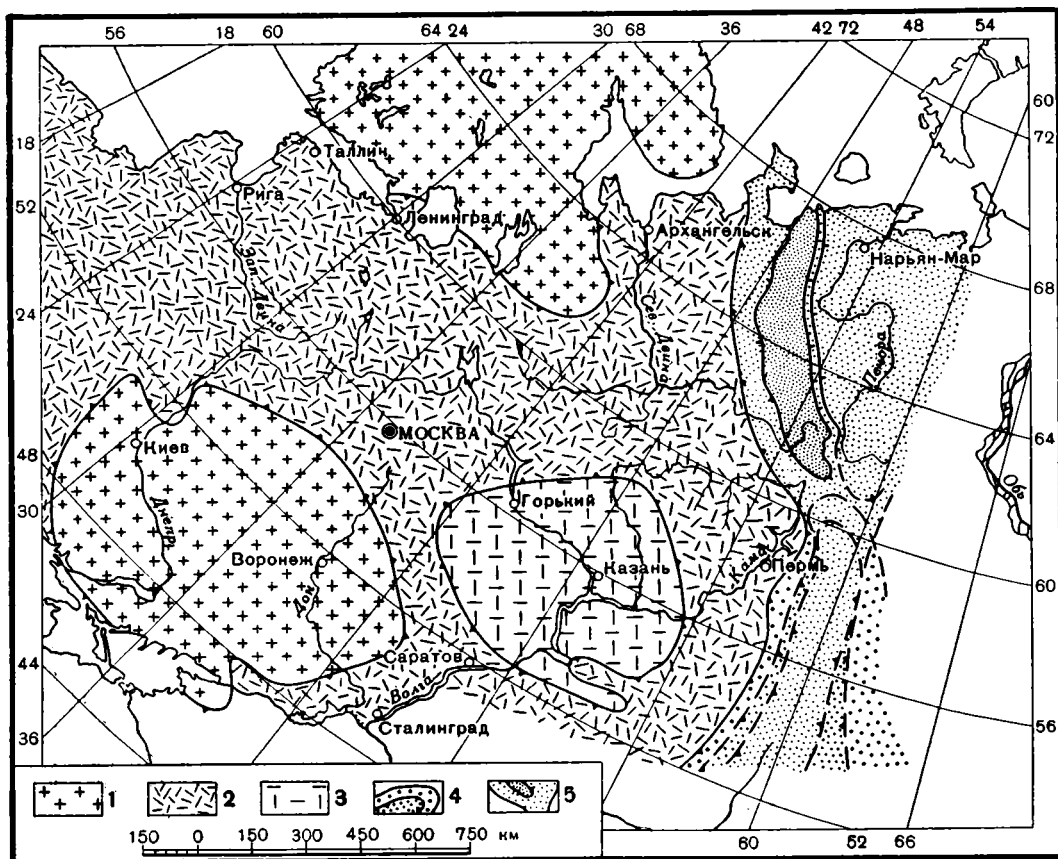 56 18 60 64 24 30 68 36 42 72 48 54
60
18
Таллин
72
Рига
Ленинград
Архангельск
52
Нарьян-Мар
Зап. Двина
Сев Двина
68
24
Печора
МОСКВА
64
Киев
48
Обь
Горький
30
Днепр
Воронеж
Казань
Кама
Пермь
60
Дон
44
Саратов
Волга
56
Сталинград
36
1 2 3 4 5
150 0 150 300 450 600 750 км
60 52 66